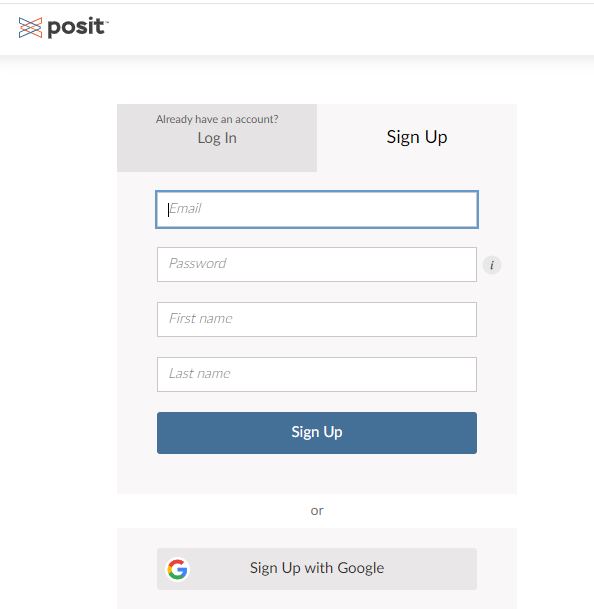 posit™
Already have an account?
Log In
Sign Up
Email
Password
i
First name
Last name
Sign Up
or
Sign Up with Google